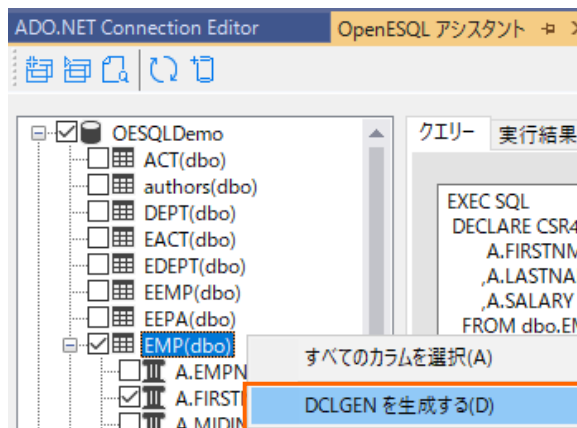 ADO.NET Connection Editor
OpenESQL アシスタント
OESQLDemo
ACT(dbo)
authors(dbo)
DEPT(dbo)
EACT(dbo)
EDEPT(dbo)
EEMP(dbo)
EEPA(dbo)
EMP(dbo)
A.EMPN
A.FIRST
A.MIDIN
クエリー
実行結果
EXEC SQL
DECLARE CSR4
A.FIRSTNM
,A.LASTNA
,A.SALARY
FROM dbo.EM
すべてのカラムを選択(A)
DCLGEN を生成する(D)